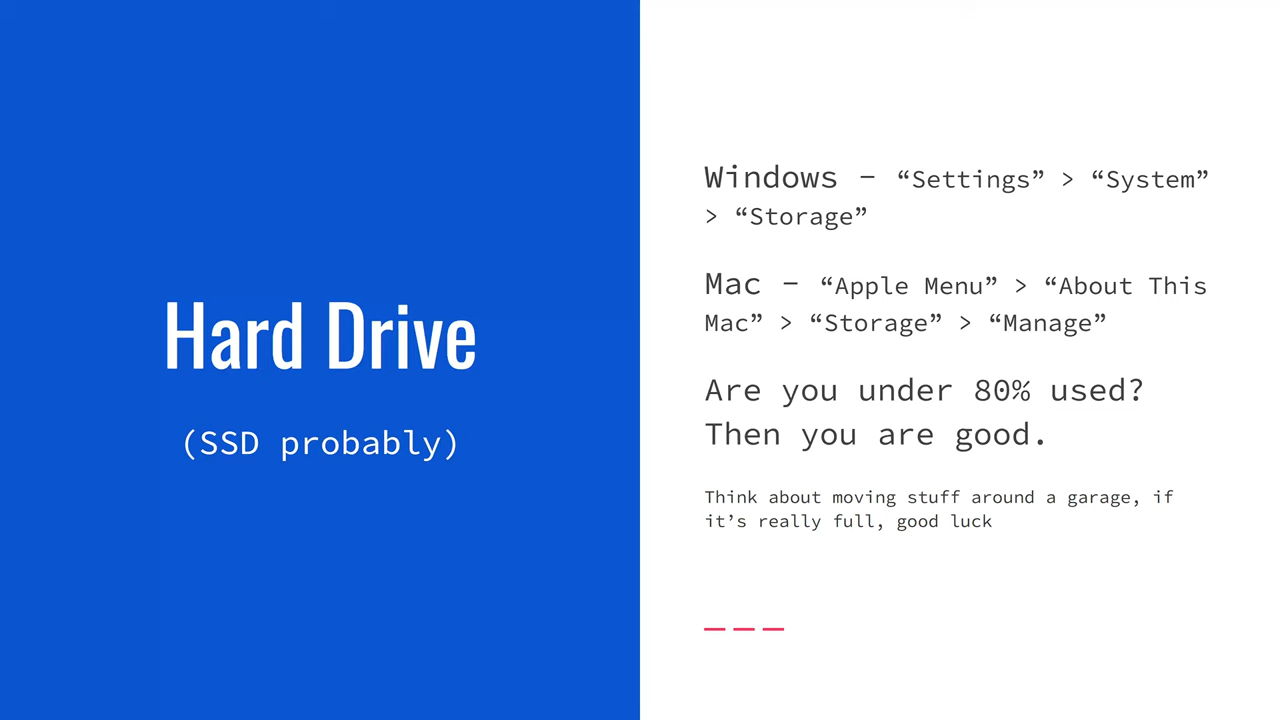 Hard Drive
(SSD probably)
Windows – “Settings” > “System”
> “Storage”
Mac – “Apple Menu” > “About This
Mac” > “Storage” > “Manage”
Are you under 80% used?
Then you are good.
Think about moving stuff around a garage, if
it’s really full, good luck